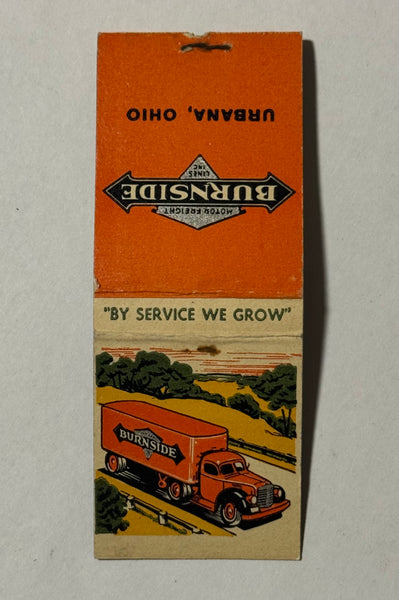 URBANA, OHIO
MOTOR FREIGHT
BURNSIDE
LINES
INC
"BY SERVICE WE GROW"
BURNSIDE